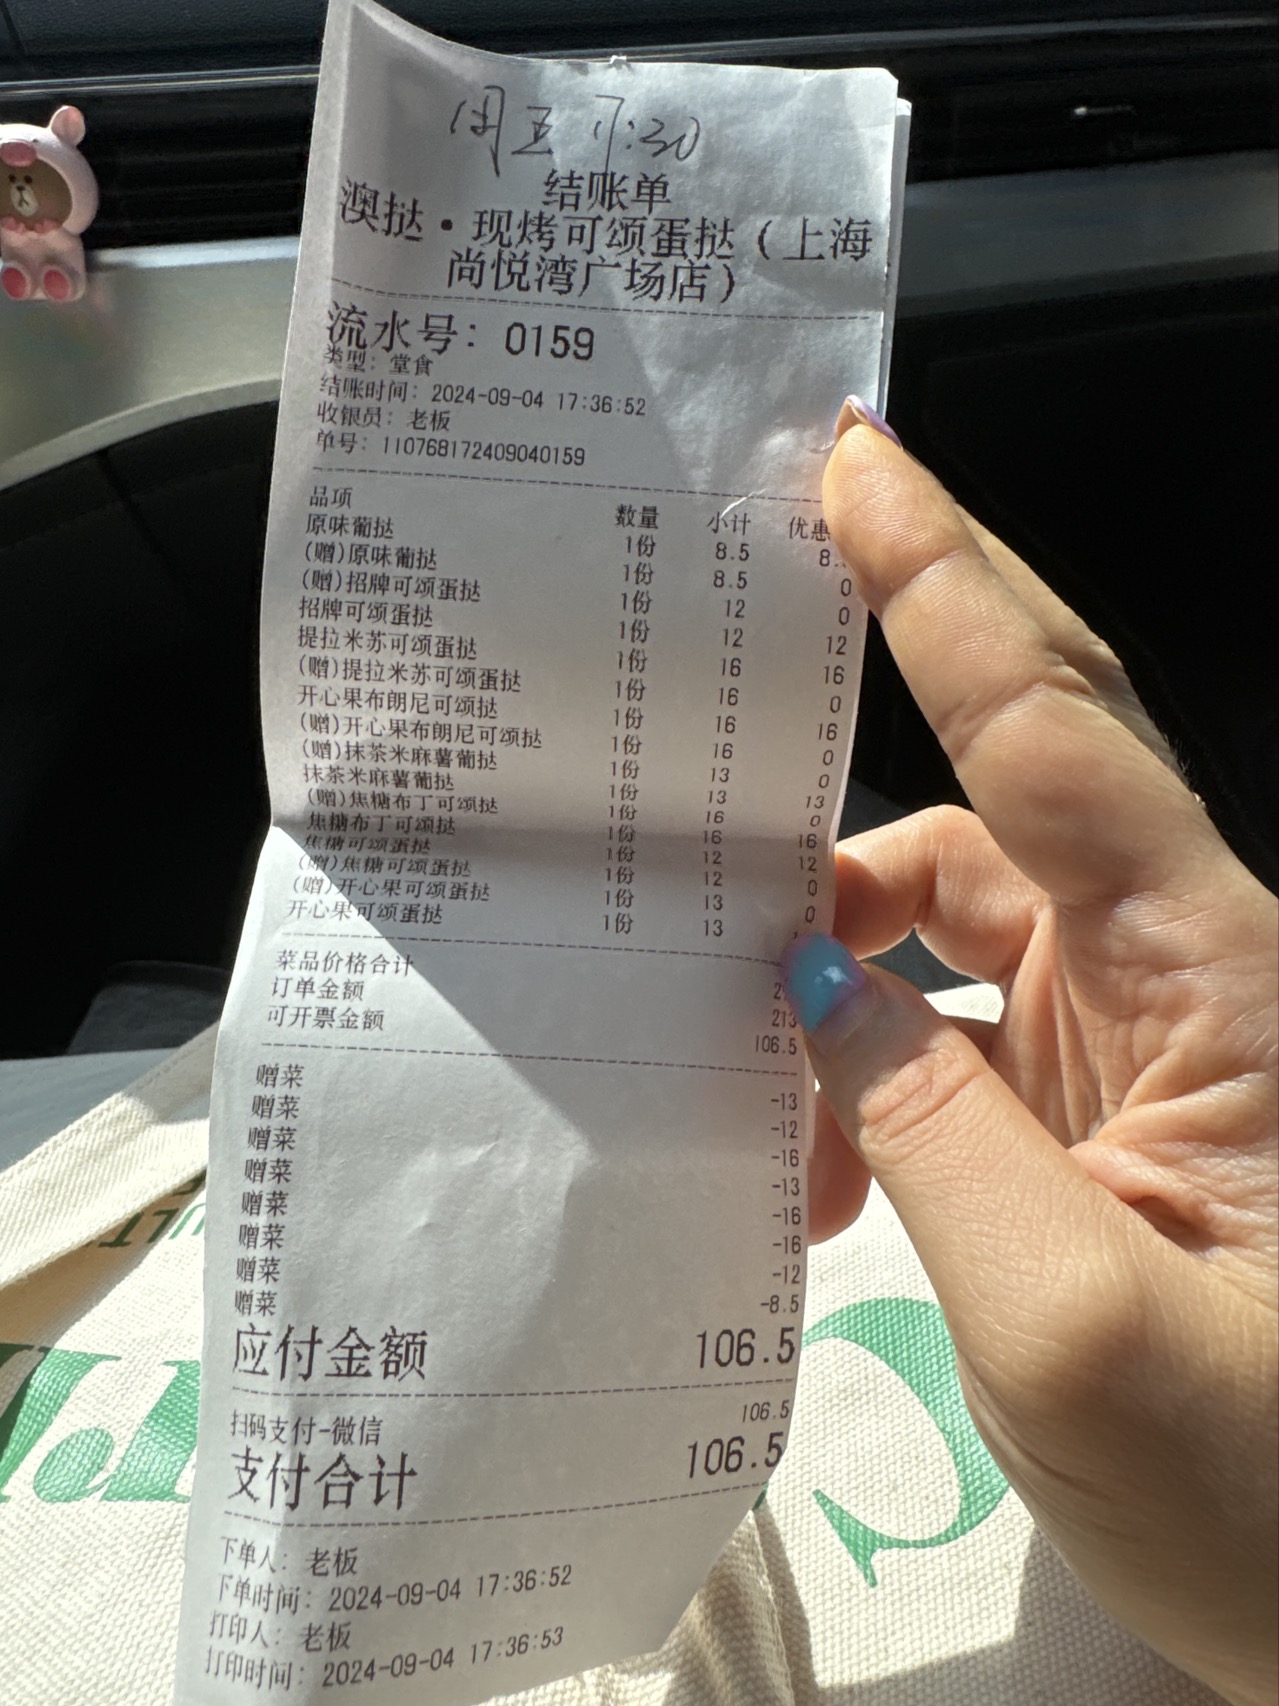 周五 17:30
结账单
澳挞·现烤可颂蛋挞（上海
尚悦湾广场店）
流水号: 0159
类型: 堂食
结账时间: 2024-09-04 17:36:52
收银员: 老板
单号: 110768172409040159
品项 数量 小计 优惠
原味葡挞 1份 8.5 8.
(赠)原味葡挞 1份 8.5 0
(赠)招牌可颂蛋挞 1份 12 0
招牌可颂蛋挞 1份 12 12
提拉米苏可颂蛋挞 1份 16 16
(赠)提拉米苏可颂蛋挞 1份 16 0
开心果布朗尼可颂挞 1份 16 16
(赠)开心果布朗尼可颂挞 1份 16 0
(赠)抹茶米麻薯葡挞 1份 13 0
抹茶米麻薯葡挞 1份 13 13
(赠)焦糖布丁可颂挞 1份 16 0
焦糖布丁可颂挞 1份 16 16
焦糖可颂蛋挞 1份 12 12
(赠)焦糖可颂蛋挞 1份 12 0
(赠)开心果可颂蛋挞 1份 13 0
开心果可颂蛋挞 1份 13
菜品价格合计
订单金额 213
可开票金额 106.5
赠菜 -13
赠菜 -12
赠菜 -16
赠菜 -13
赠菜 -16
赠菜 -16
赠菜 -12
赠菜 -8.5
应付金额 106.5
扫码支付-微信 106.5
支付合计 106.5
下单人: 老板
下单时间: 2024-09-04 17:36:52
打印人: 老板
打印时间: 2024-09-04 17:36:53